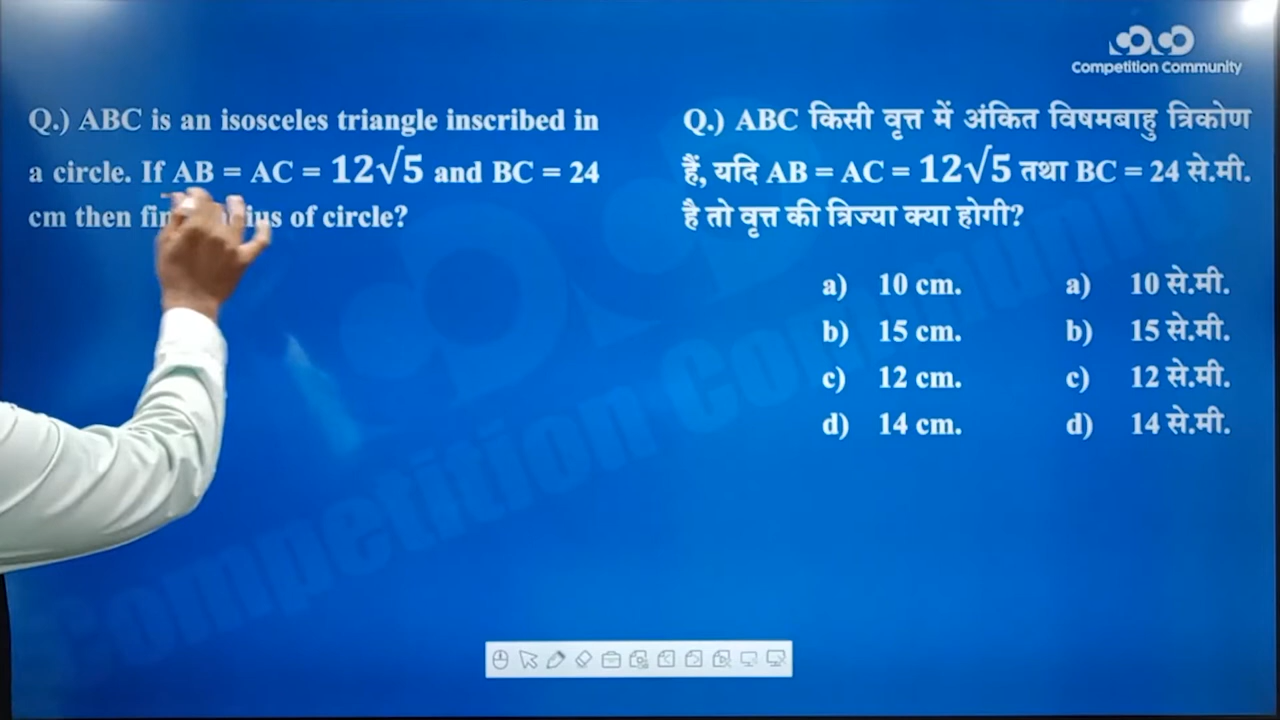 Competition Community
Q.) ABC is an isosceles triangle inscribed in
a circle. If AB = AC = 12√5 and BC = 24
cm then of circle?
Q.) ABC किसी वृत्त में अंकित विषमबाहु त्रिकोण
हैं, यदि AB = AC = 12√5 तथा BC = 24 से.मी.
है तो वृत्त की त्रिज्या क्या होगी?
a) 10 cm.
b) 15 cm.
c) 12 cm.
d) 14 cm.
a) 10 से.मी.
b) 15 से.मी.
c) 12 से.मी.
d) 14 से.मी.
Competition Community